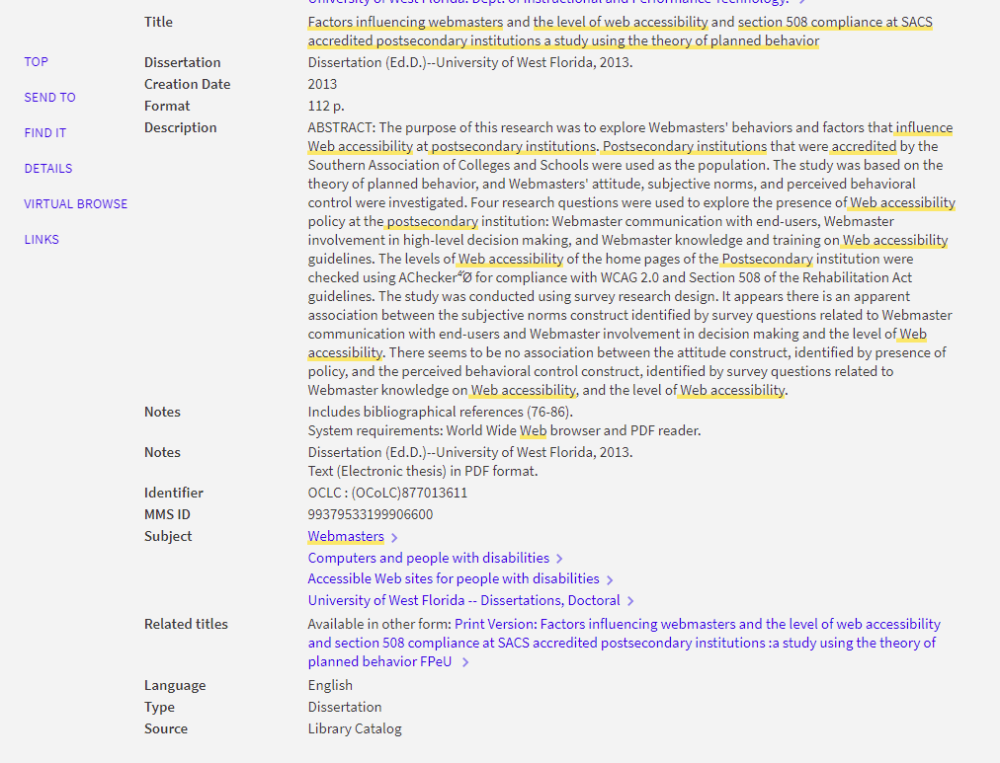 University of West Florida. Dept. of Instructional and Performance Technology. >
Title Factors influencing webmasters and the level of web accessibility and section 508 compliance at SACS
accredited postsecondary institutions a study using the theory of planned behavior
TOP
SEND TO
FIND IT
DETAILS
VIRTUAL BROWSE
LINKS
Dissertation Dissertation (Ed.D.)--University of West Florida, 2013.
Creation Date 2013
Format 112 p.
Description ABSTRACT: The purpose of this research was to explore Webmasters' behaviors and factors that influence
Web accessibility at postsecondary institutions. Postsecondary institutions that were accredited by the
Southern Association of Colleges and Schools were used as the population. The study was based on the
theory of planned behavior, and Webmasters' attitude, subjective norms, and perceived behavioral
control were investigated. Four research questions were used to explore the presence of Web accessibility
policy at the postsecondary institution: Webmaster communication with end-users, Webmaster
involvement in high-level decision making, and Webmaster knowledge and training on Web accessibility
guidelines. The levels of Web accessibility of the home pages of the Postsecondary institution were
checked using AChecker⁴Ø for compliance with WCAG 2.0 and Section 508 of the Rehabilitation Act
guidelines. The study was conducted using survey research design. It appears there is an apparent
association between the subjective norms construct identified by survey questions related to Webmaster
communication with end-users and Webmaster involvement in decision making and the level of Web
accessibility. There seems to be no association between the attitude construct, identified by presence of
policy, and the perceived behavioral control construct, identified by survey questions related to
Webmaster knowledge on Web accessibility, and the level of Web accessibility.
Notes Includes bibliographical references (76-86).
System requirements: World Wide Web browser and PDF reader.
Notes Dissertation (Ed.D.)--University of West Florida, 2013.
Text (Electronic thesis) in PDF format.
Identifier OCLC : (OCoLC)877013611
MMS ID 99379533199906600
Subject Webmasters >
Computers and people with disabilities >
Accessible Web sites for people with disabilities >
University of West Florida -- Dissertations, Doctoral >
Related titles Available in other form: Print Version: Factors influencing webmasters and the level of web accessibility
and section 508 compliance at SACS accredited postsecondary institutions :a study using the theory of
planned behavior FPeU >
Language English
Type Dissertation
Source Library Catalog